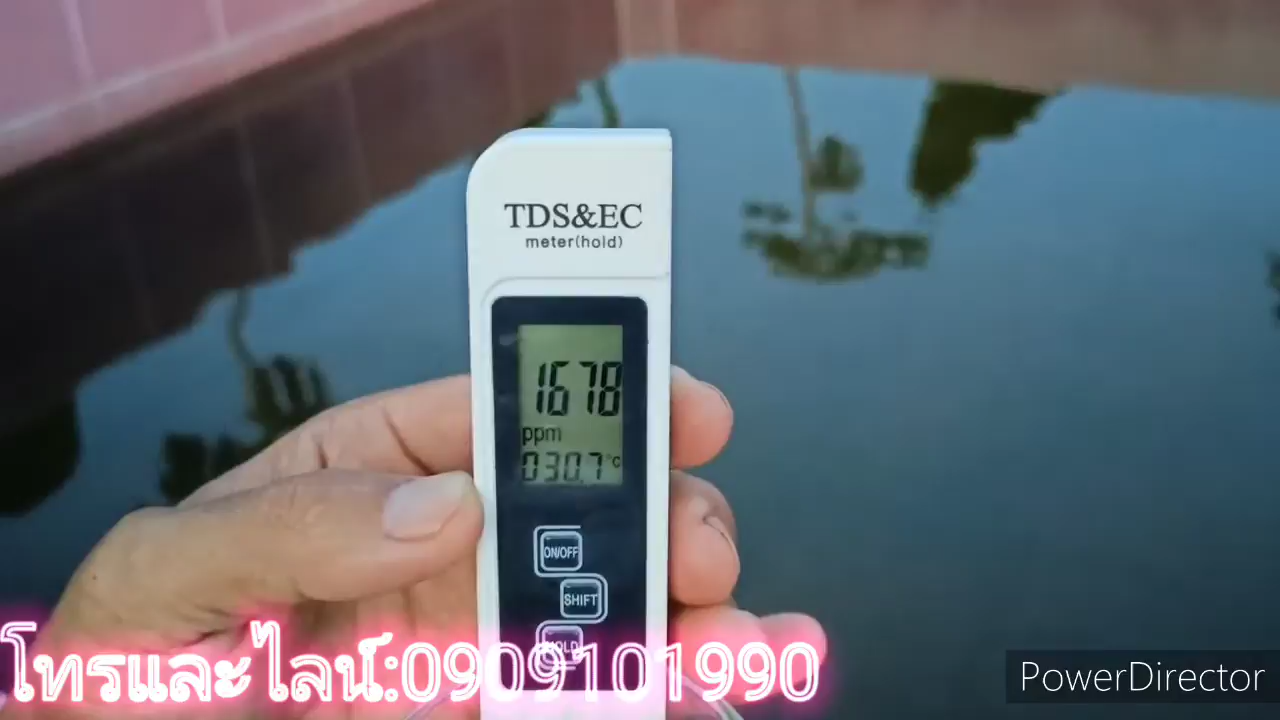 TDS&EC
meter(hold)
1678
ppm
030.7°C
ON/OFF
SHIFT
HOLD
โทรและไลน์:0909101990
PowerDirector